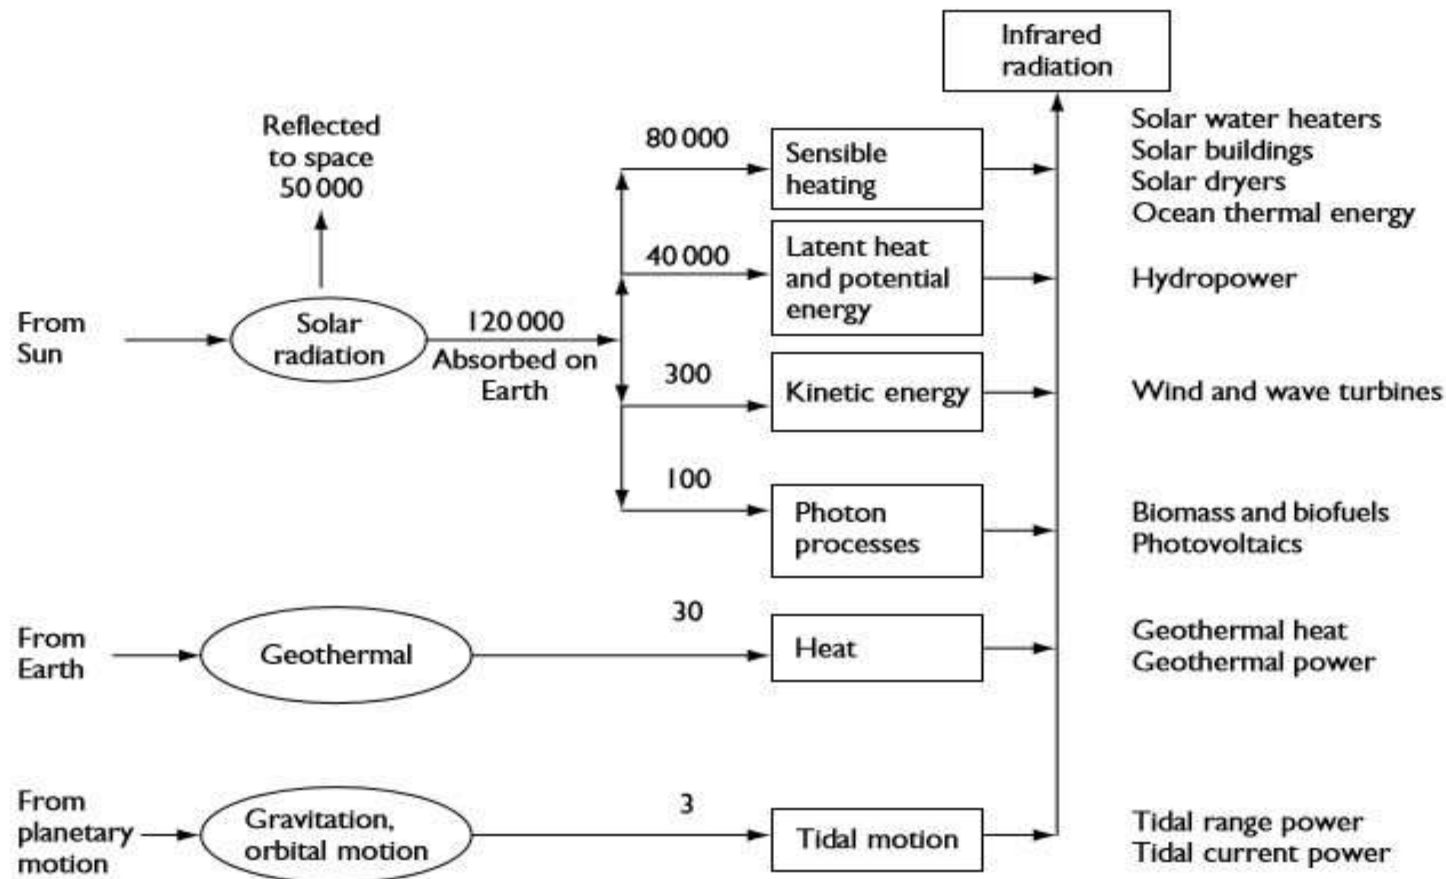 Infrared
radiation
Reflected
to space
50 000
80 000
Sensible
heating
Solar water heaters
Solar buildings
Solar dryers
Ocean thermal energy
40 000
Latent heat
and potential
energy
Hydropower
From
Sun
Solar
radiation
120 000
Absorbed on
Earth
300
Kinetic energy
Wind and wave turbines
100
Photon
processes
Biomass and biofuels
Photovoltaics
From
Earth
Geothermal
30
Heat
Geothermal heat
Geothermal power
From
planetary
motion
Gravitation,
orbital motion
3
Tidal motion
Tidal range power
Tidal current power